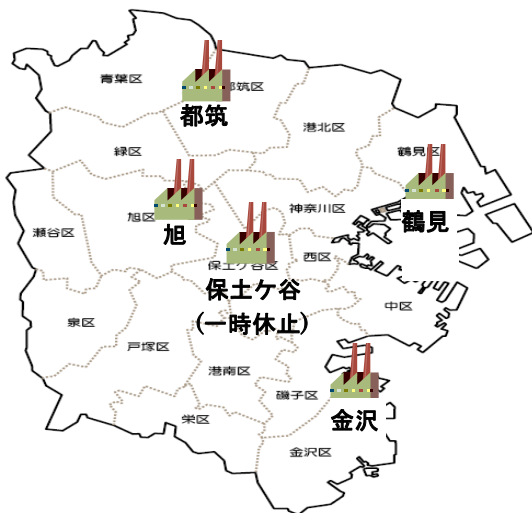 青葉区
都筑区
都筑
港北区
緑区
鶴見区
鶴見
旭区
旭
神奈川区
瀬谷区
保土ケ谷区
西区
保土ケ谷
(一時休止)
中区
泉区
戸塚区
港南区
磯子区
金沢
栄区
金沢区